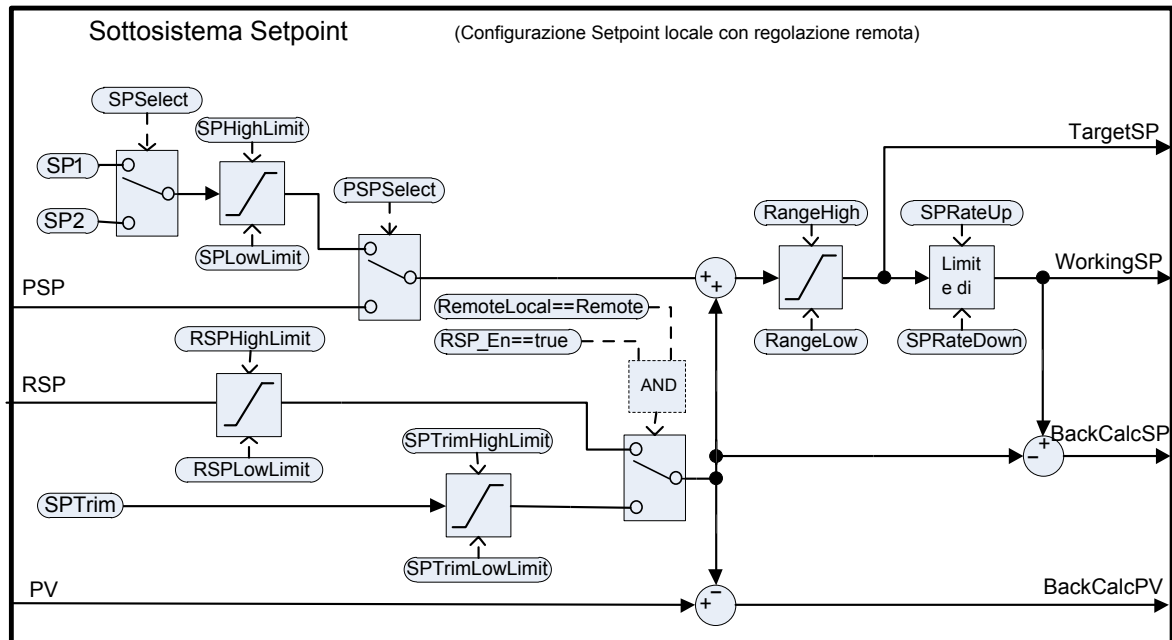 Sottosistema Setpoint
(Configurazione Setpoint locale con regolazione remota)
SPSelect
SPHighLimit
SP1
SP2
SPLowLimit
PSPSelect
PSP
RSPHighLimit
RSP
RSPLowLimit
RemoteLocal==Remote
RSP_En==true
AND
SPTrimHighLimit
SPTrim
SPTrimLowLimit
PV
+
+
RangeHigh
RangeLow
SPRateUp
Limit
e di
SPRateDown
TargetSP
WorkingSP
+
-
BackCalcSP
-
+
BackCalcPV